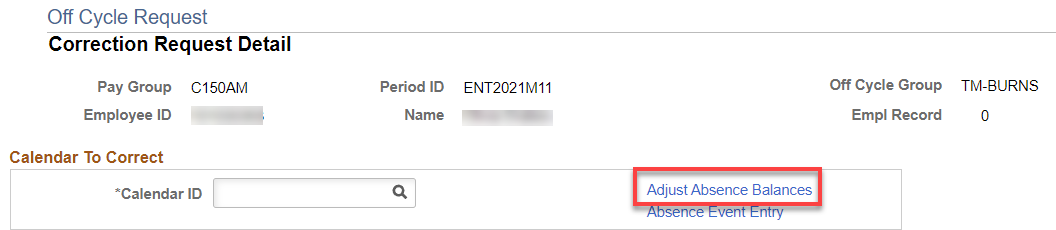 Off Cycle Request
Correction Request Detail
Pay Group C150AM Period ID ENT2021M11 Off Cycle Group TM-BURNS
Employee ID Name Empl Record 0
Calendar To Correct
*Calendar ID Adjust Absence Balances
Absence Event Entry